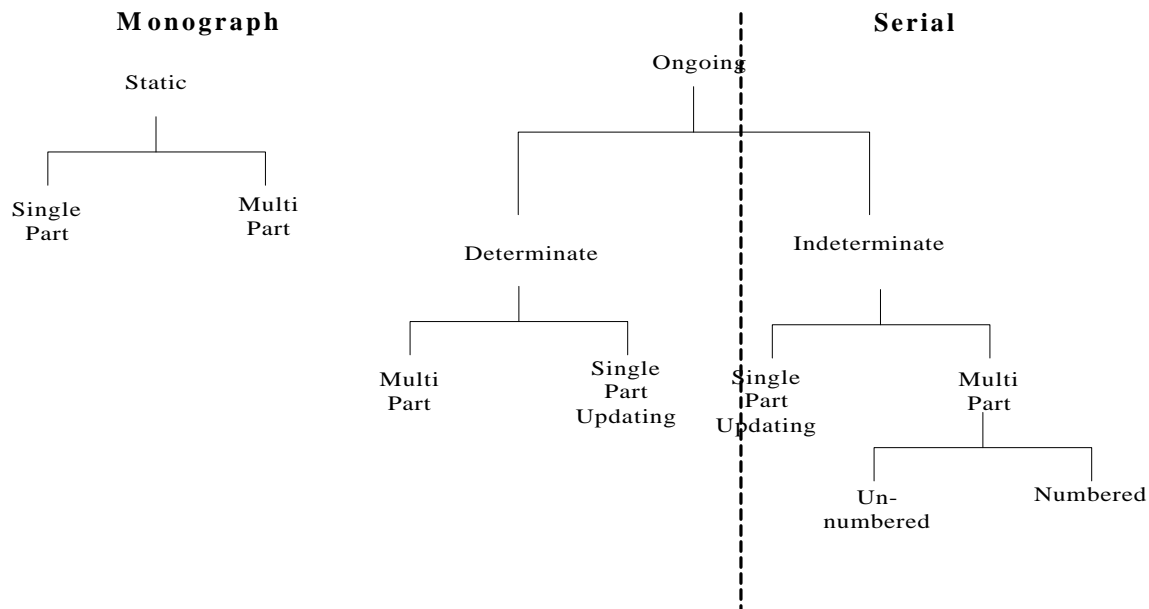 Monograph
Serial
Ongoing
Static
Single
Part
Multi
Part
Determinate
Indeterminate
Multi
Part
Single
Part
Updating
Single
Part
Updating
Multi
Part
Un-
numbered
Numbered